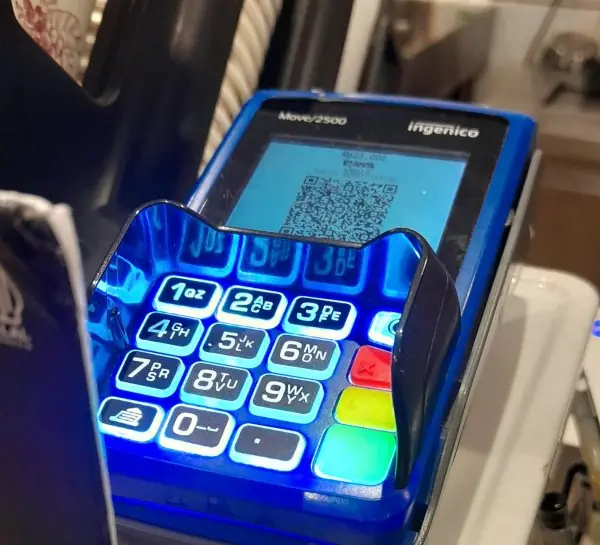 Move/2500
ingenico
1QZ
2ABC
3DEF
4GHI
5JKL
6MNO
7PRS
8TUV
9WXY
0
.